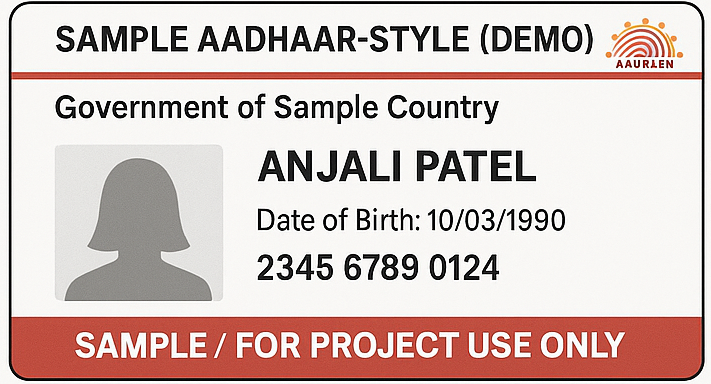 SAMPLE AADHAAR-STYLE (DEMO)
AAURLEN
Government of Sample Country
ANJALI PATEL
Date of Birth: 10/03/1990
2345 6789 0124
SAMPLE / FOR PROJECT USE ONLY